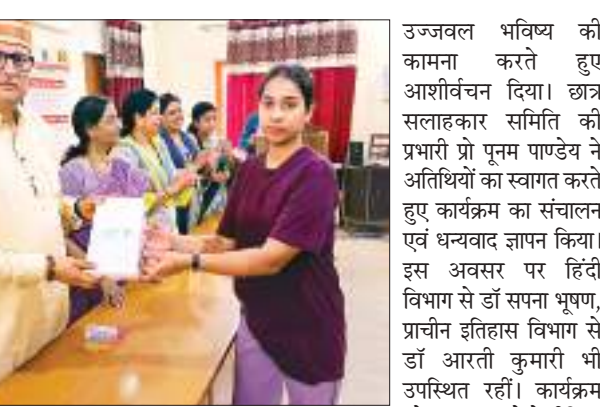 उज्जवल भविष्य की
कामना करते हुए
आशीर्वचन दिया। छात्र
सलाहकार समिति की
प्रभारी प्रो पूनम पाण्डेय ने
अतिथियों का स्वागत करते
हुए कार्यक्रम का संचालन
एवं धन्यवाद ज्ञापन किया।
इस अवसर पर हिंदी
विभाग से डॉ सपना भूषण,
प्राचीन इतिहास विभाग से
डॉ आरती कुमारी भी
उपस्थित रहीं। कार्यक्रम